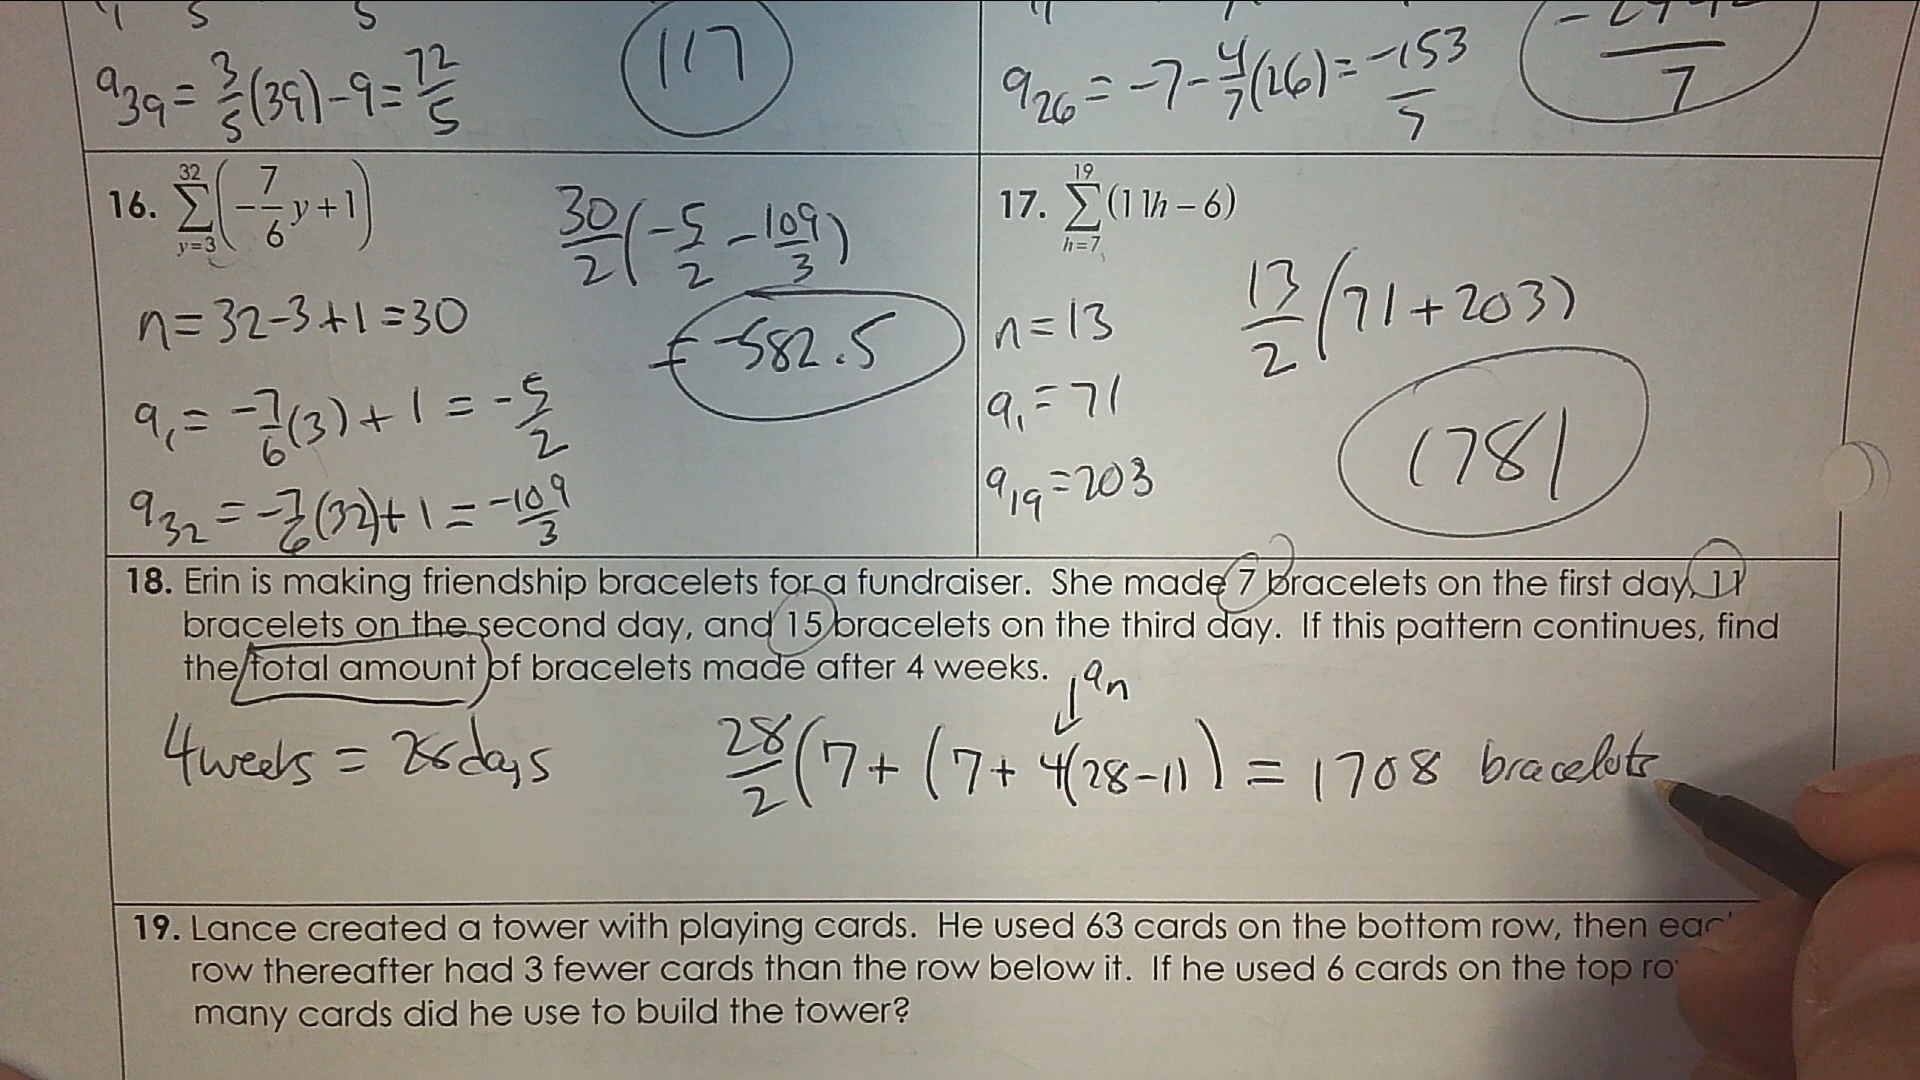 a₃₉ = 3/5 (39) - 9 = 72/5
117
a₂₆ = -7 - 4/7 (26) = -153/7
16. 32 ∑ y=3 (-7/6 y + 1)
n = 32 - 3 + 1 = 30
a₁ = -7/6 (3) + 1 = -5/2
a₃₂ = -7/6 (32) + 1 = -109/3
30/2 (-5/2 - 109/3)
= -582.5
17. 19 ∑ h=7 (11h - 6)
n = 13
a₁ = 71
a₁₉ = 203
13/2 (71 + 203)
1781
18. Erin is making friendship bracelets for a fundraiser. She made 7 bracelets on the first day, 11
bracelets on the second day, and 15 bracelets on the third day. If this pattern continues, find
the total amount of bracelets made after 4 weeks.
aₙ
4 weeks = 28 days
28/2 (7 + (7 + 4(28-1)) = 1708 bracelets
19. Lance created a tower with playing cards. He used 63 cards on the bottom row, then
row thereafter had 3 fewer cards than the row below it. If he used 6 cards on the top
many cards did he use to build the tower?